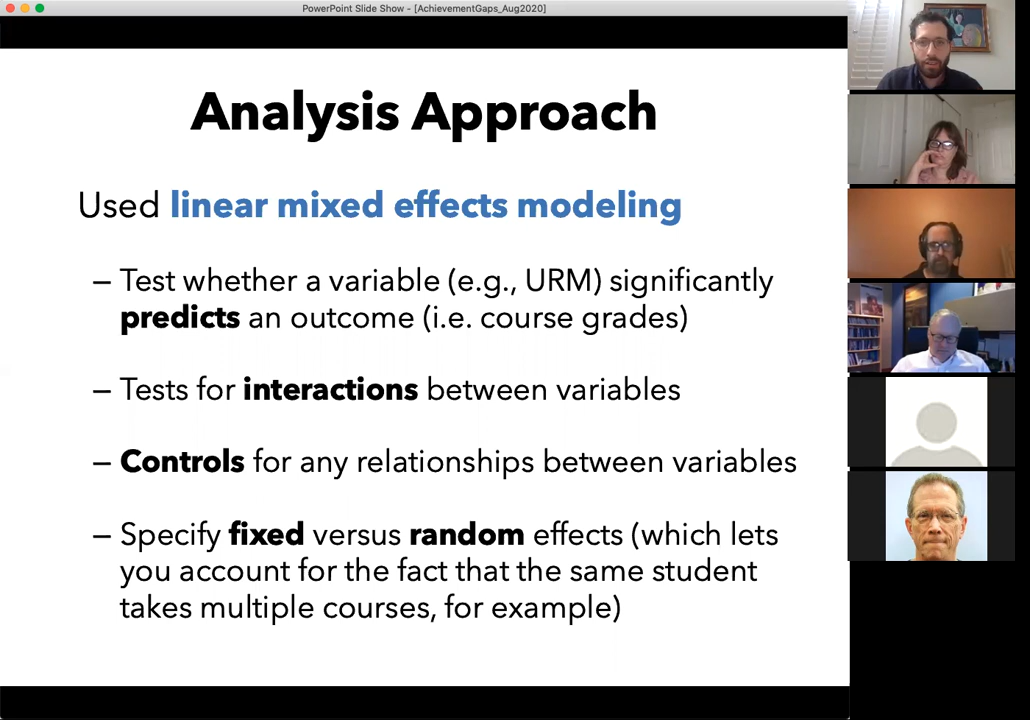 PowerPoint Slide Show - [AchievementGaps_Aug2020]
Analysis Approach
Used linear mixed effects modeling
– Test whether a variable (e.g., URM) significantly
predicts an outcome (i.e. course grades)
– Tests for interactions between variables
– Controls for any relationships between variables
– Specify fixed versus random effects (which lets
you account for the fact that the same student
takes multiple courses, for example)